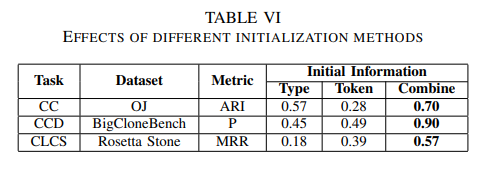 TABLE VI
EFFECTS OF DIFFERENT INITIALIZATION METHODS
Task Dataset Metric Initial Information
Type Token Combine
CC OJ ARI 0.57 0.28 0.70
CCD BigCloneBench P 0.45 0.49 0.90
CLCS Rosetta Stone MRR 0.18 0.39 0.57